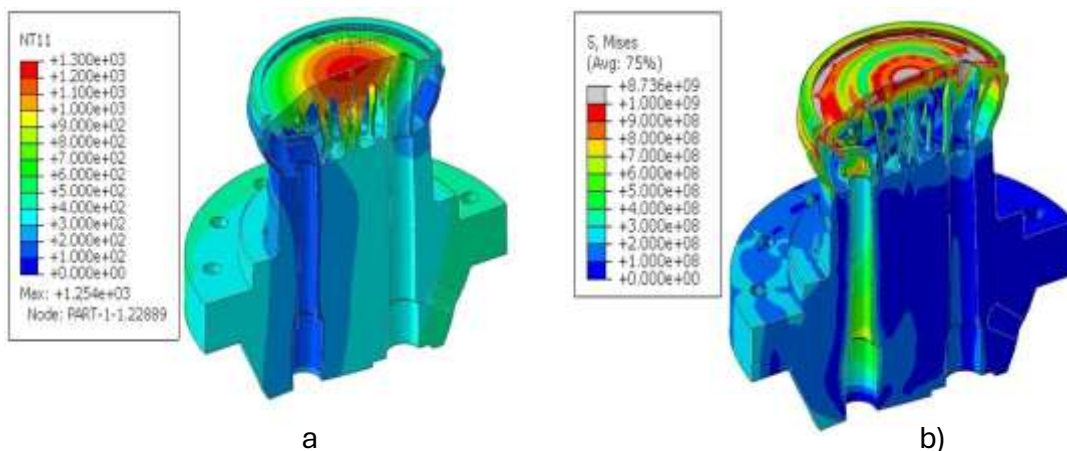 NT11
+1.300e+03
+1.200e+03
+1.100e+03
+1.000e+03
+9.000e+02
+8.000e+02
+7.000e+02
+6.000e+02
+5.000e+02
+4.000e+02
+3.000e+02
+2.000e+02
+1.000e+02
+0.000e+00
Max: +1.254e+03
Node: PART-1-1.22889
a
S, Mises
(Avg: 75%)
+8.736e+09
+1.000e+09
+9.000e+08
+8.000e+08
+7.000e+08
+6.000e+08
+5.000e+08
+4.000e+08
+3.000e+08
+2.000e+08
+1.000e+08
+0.000e+00
b)